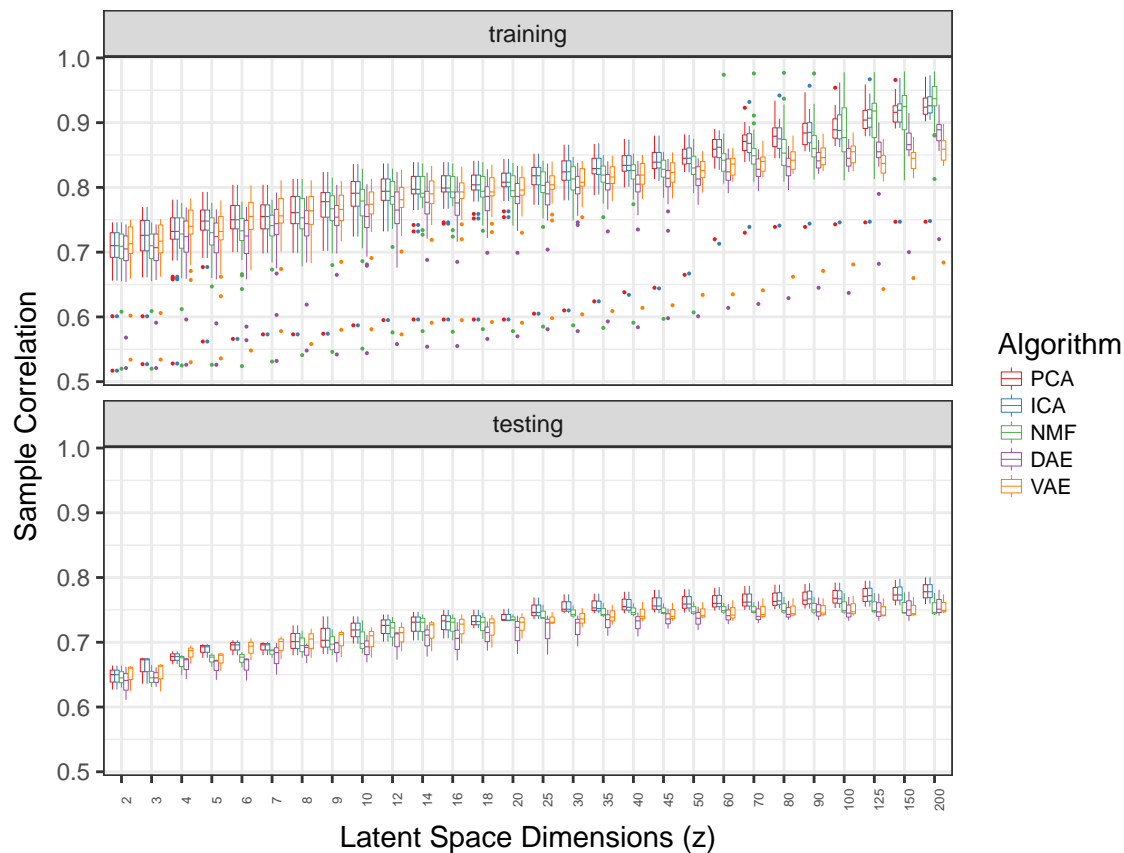 training
1.0
0.9
0.8
0.7
0.6
0.5
testing
1.0
0.9
0.8
0.7
0.6
0.5
Sample Correlation
2 3 4 5 6 7 8 9 10 12 14 16 18 20 25 30 35 40 45 50 60 70 80 90 100 125 150 200
Latent Space Dimensions (z)
Algorithm
PCA
ICA
NMF
DAE
VAE